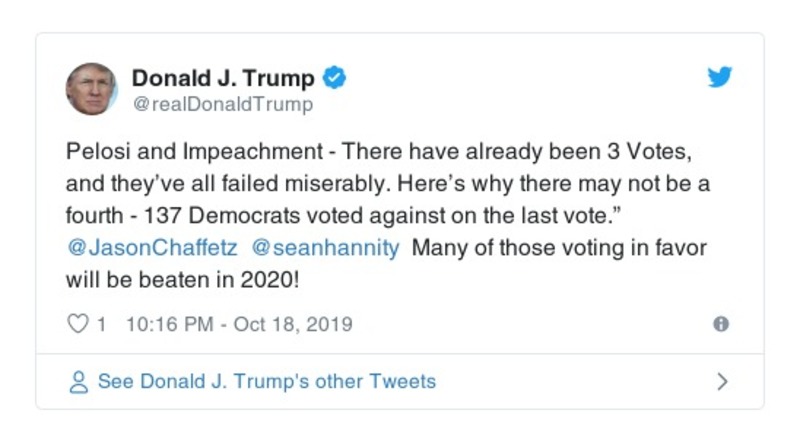 Donald J. Trump
@realDonaldTrump
Pelosi and Impeachment - There have already been 3 Votes,
and they’ve all failed miserably. Here’s why there may not be a
fourth - 137 Democrats voted against on the last vote.”
@JasonChaffetz @seanhannity Many of those voting in favor
will be beaten in 2020!
1 10:16 PM - Oct 18, 2019
See Donald J. Trump's other Tweets